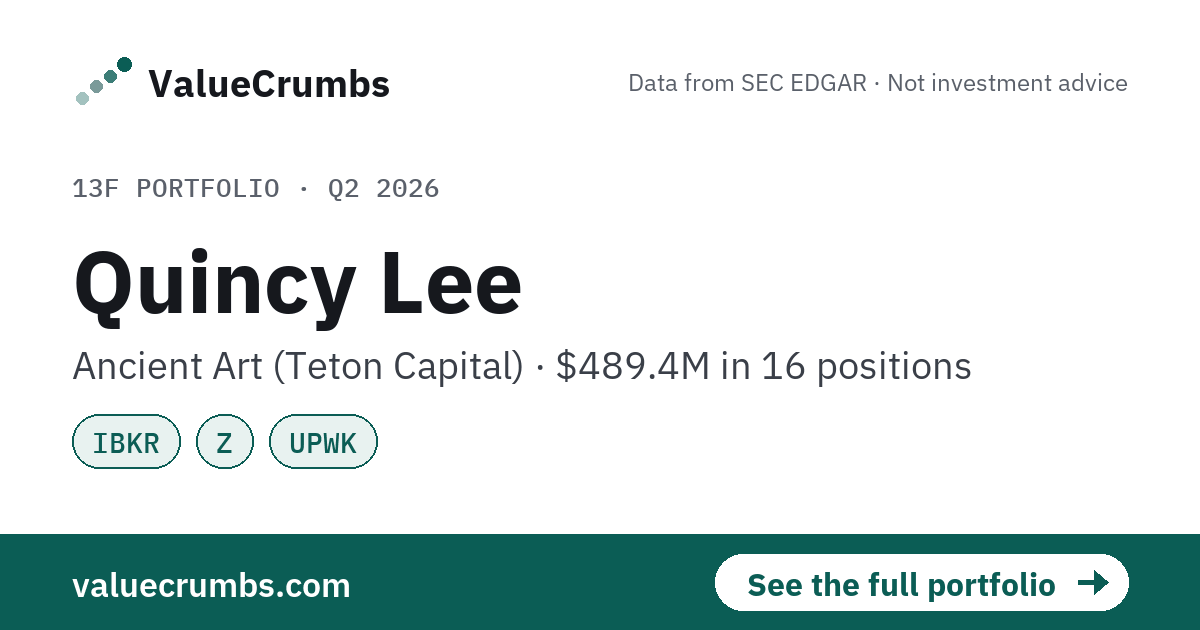 ValueCrumbs
Data from SEC EDGAR · Not investment advice
13F PORTFOLIO · Q2 2026
Quincy Lee
Ancient Art (Teton Capital) · $489.4M in 16 positions
IBKR Z UPWK
valuecrumbs.com
See the full portfolio